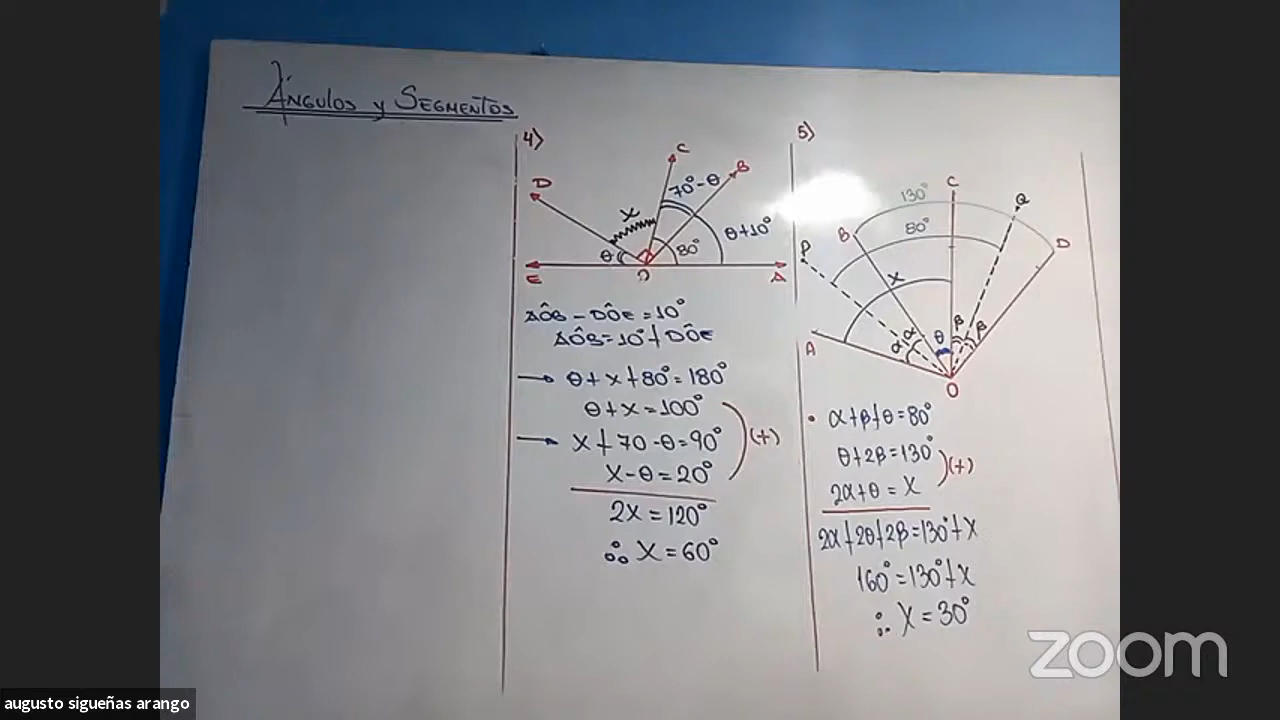 Ángulos y Segmentos
4)
C
B
D
70° - θ
X
θ+10°
θ
80°
E
O
A
AÔB - DÔE = 10°
AÔB = 10° + DÔE
→ θ + X + 80° = 180°
θ + X = 100°
→ X + 70 - θ = 90°
(+)
X - θ = 20°
2X = 120°
∴ X = 60°
5)
C
130°
Q
B
80°
D
P
X
A
α
α
θ
β
β
O
• α + β + θ = 80°
θ + 2β = 130°
(+)
2α + θ = X
2α + 2θ + 2β = 130° + X
160° = 130° + X
∴ X = 30°
zoom
augusto sigueñas arango